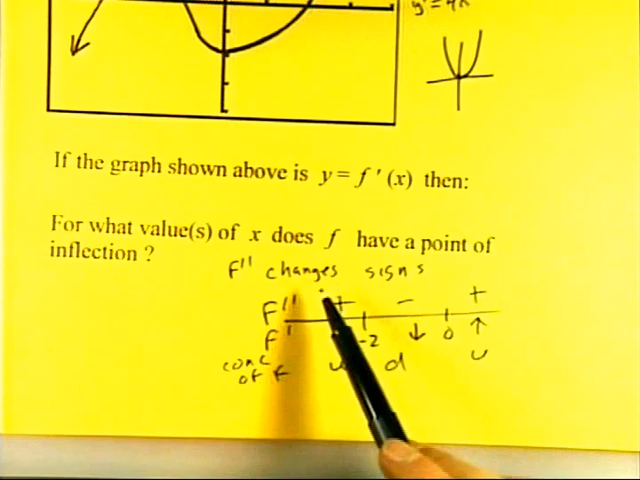 y' = 4x
If the graph shown above is y = f ' (x) then:
For what value(s) of x does f have a point of
inflection ?
F'' changes signs
F'' + - +
F' -2 ↓ 0 ↑
conc
of f u d u